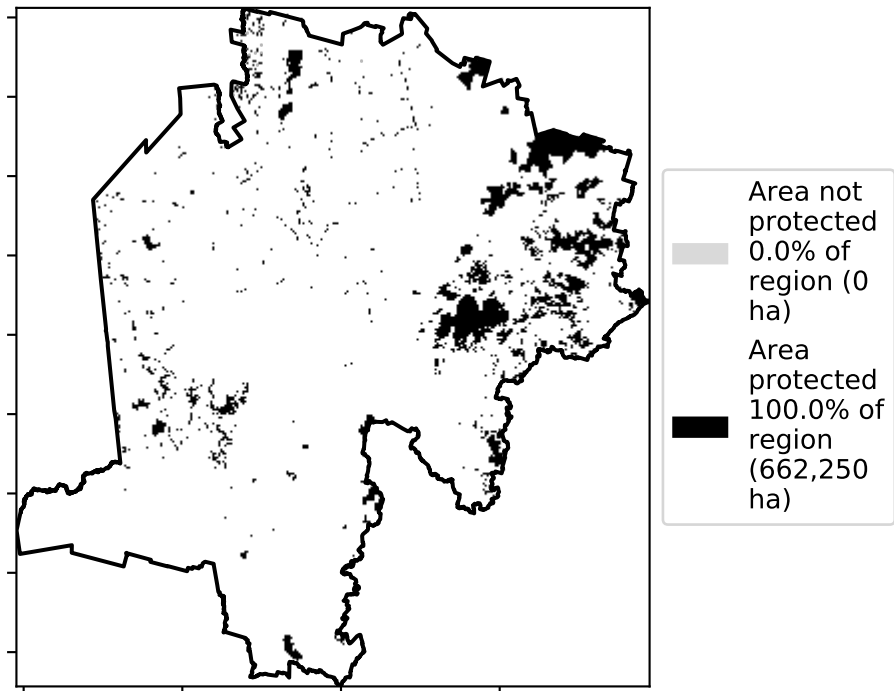 Area not
protected
0.0% of
region (0
ha)
Area
protected
100.0% of
region
(662,250
ha)